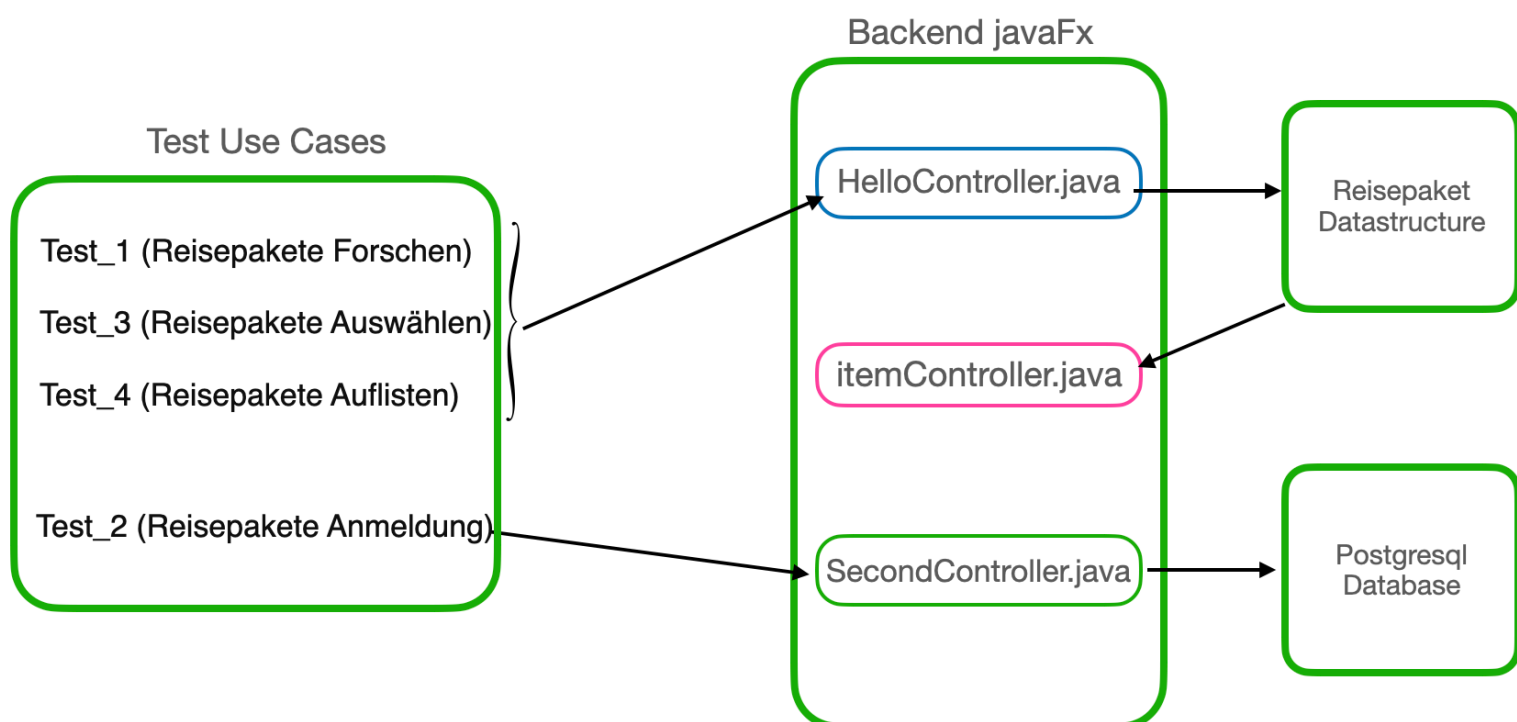 Backend javaFx
Test Use Cases
Test_1 (Reisepakete Forschen)
Test_3 (Reisepakete Auswählen)
Test_4 (Reisepakete Auflisten)
Test_2 (Reisepakete Anmeldung)
HelloController.java
itemController.java
SecondController.java
Reisepaket
Datastructure
Postgresql
Database